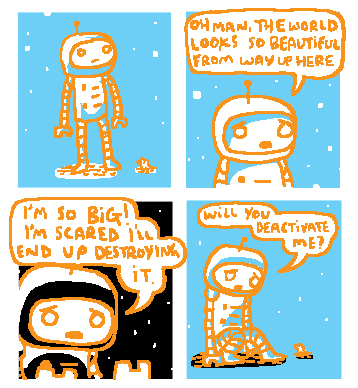 OH MAN, THE WORLD
LOOKS SO BEAUTIFUL
FROM WAY UP HERE
I'M SO BiG!
I'M SCARED i'll
END UP DESTROYING
iT.
Will YOU
DEACTIVATE
ME?